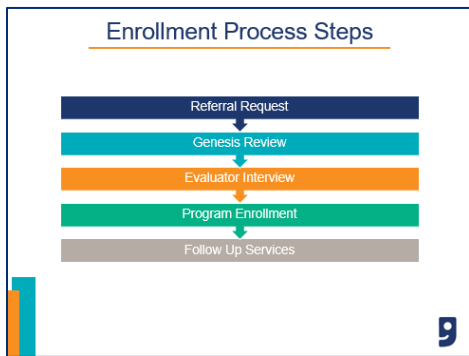 Enrollment Process Steps
Referral Request
Genesis Review
Evaluator Interview
Program Enrollment
Follow Up Services